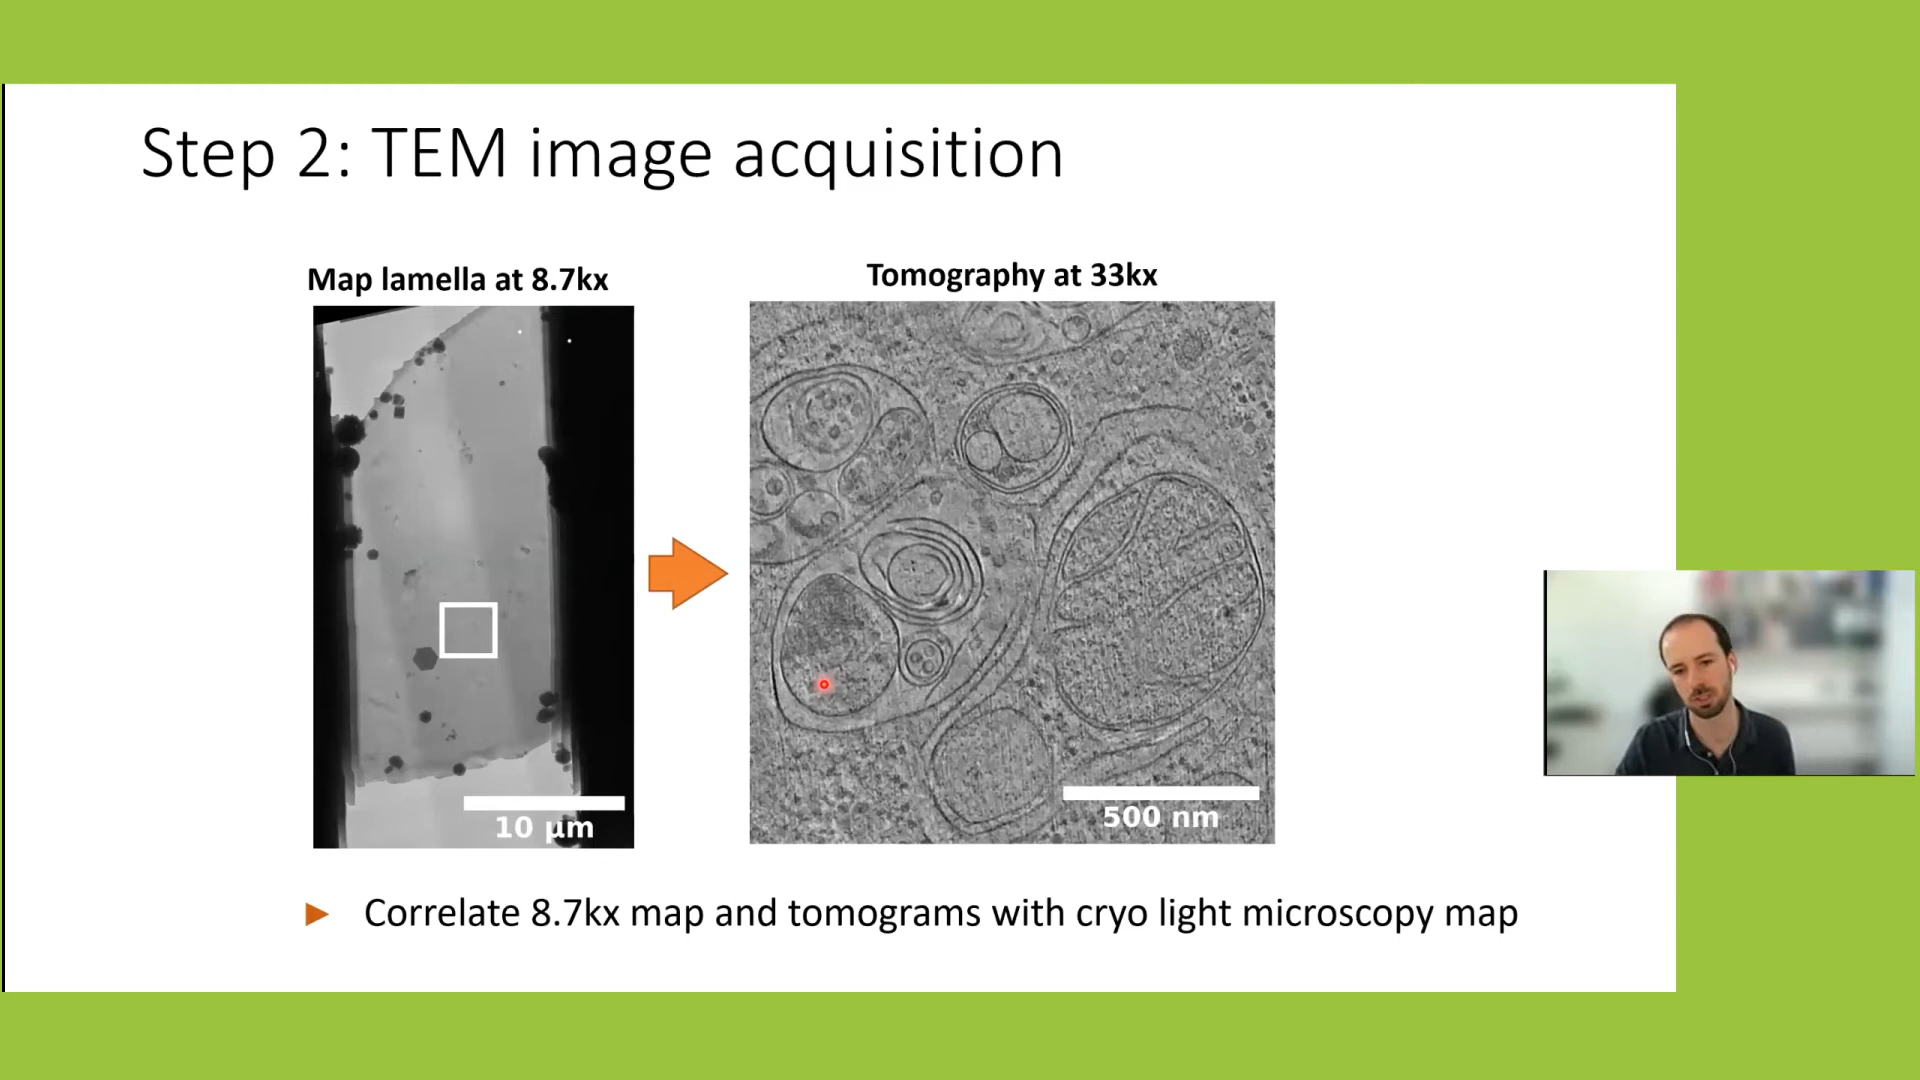 Step 2: TEM image acquisition
Map lamella at 8.7kx
Tomography at 33kx
10 µm
500 nm
Correlate 8.7kx map and tomograms with cryo light microscopy map